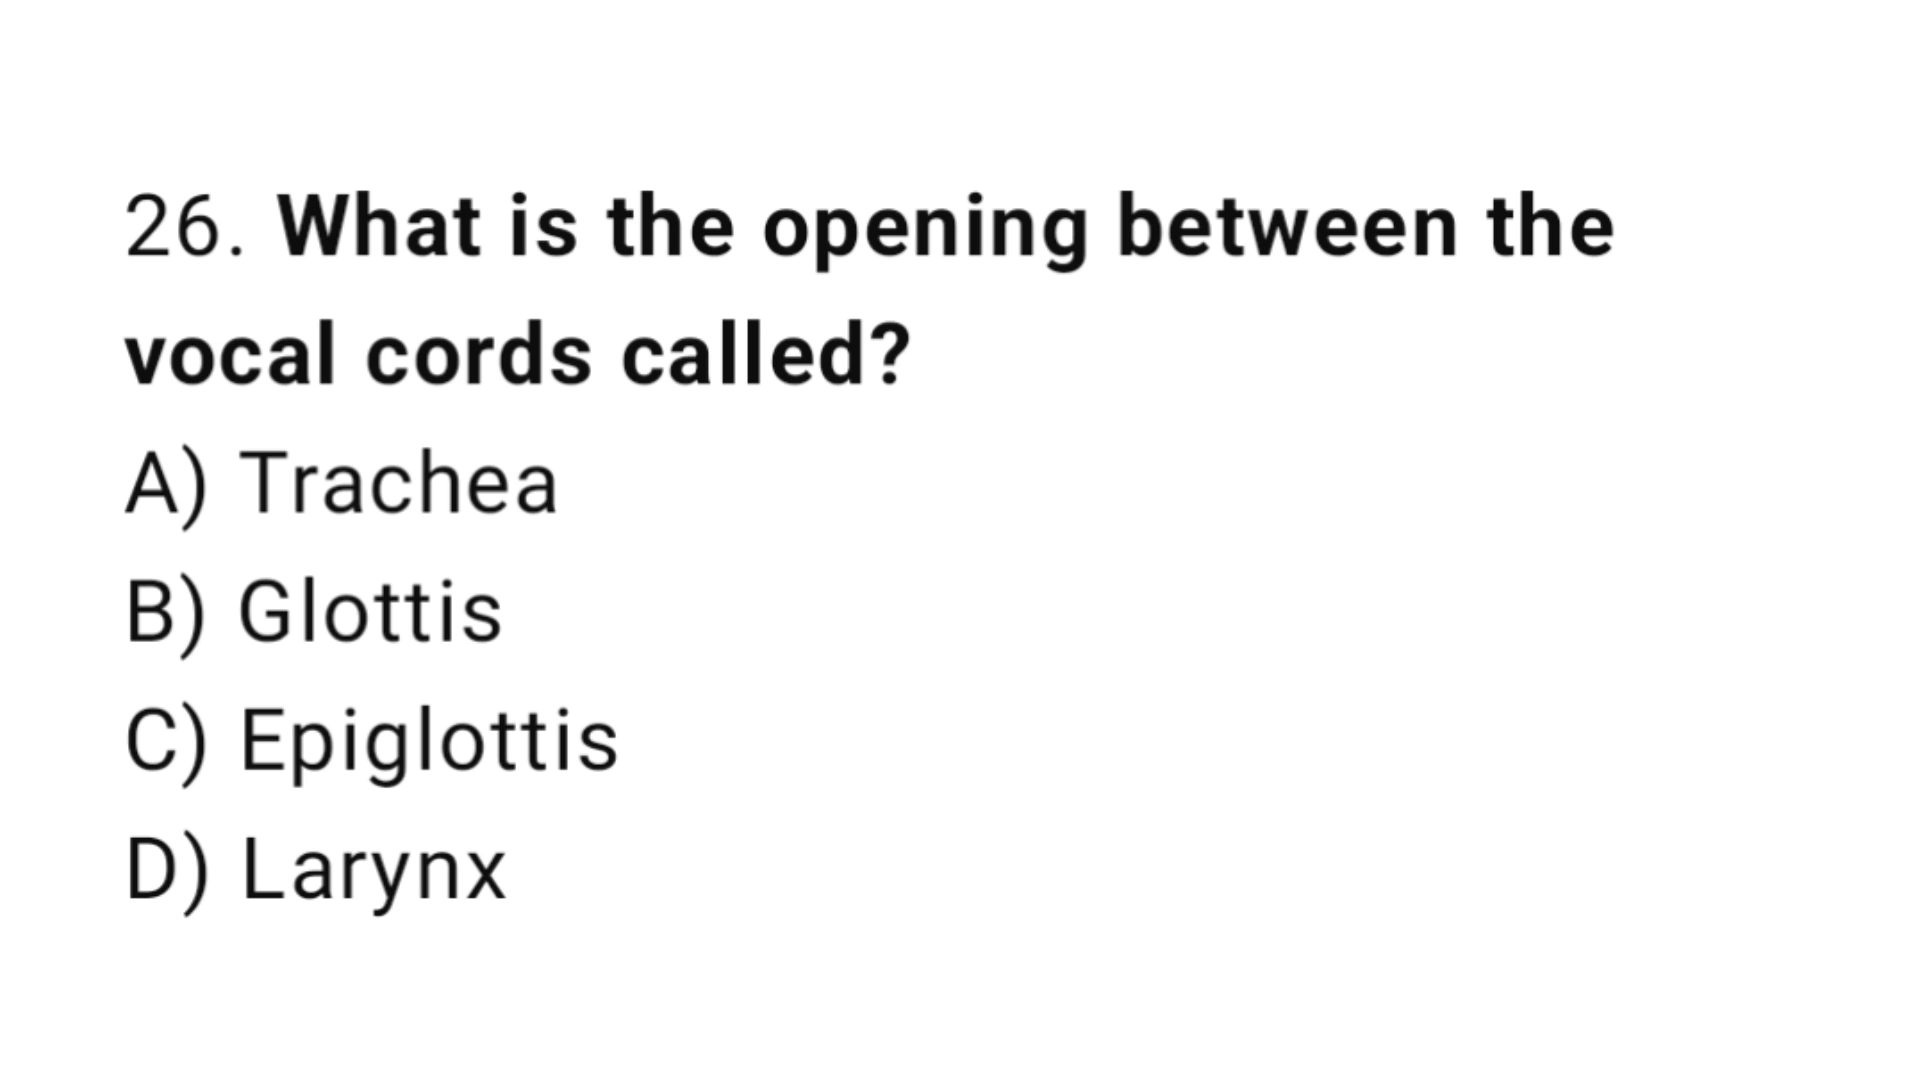 26. What is the opening between the
vocal cords called?
A) Trachea
B) Glottis
C) Epiglottis
D) Larynx